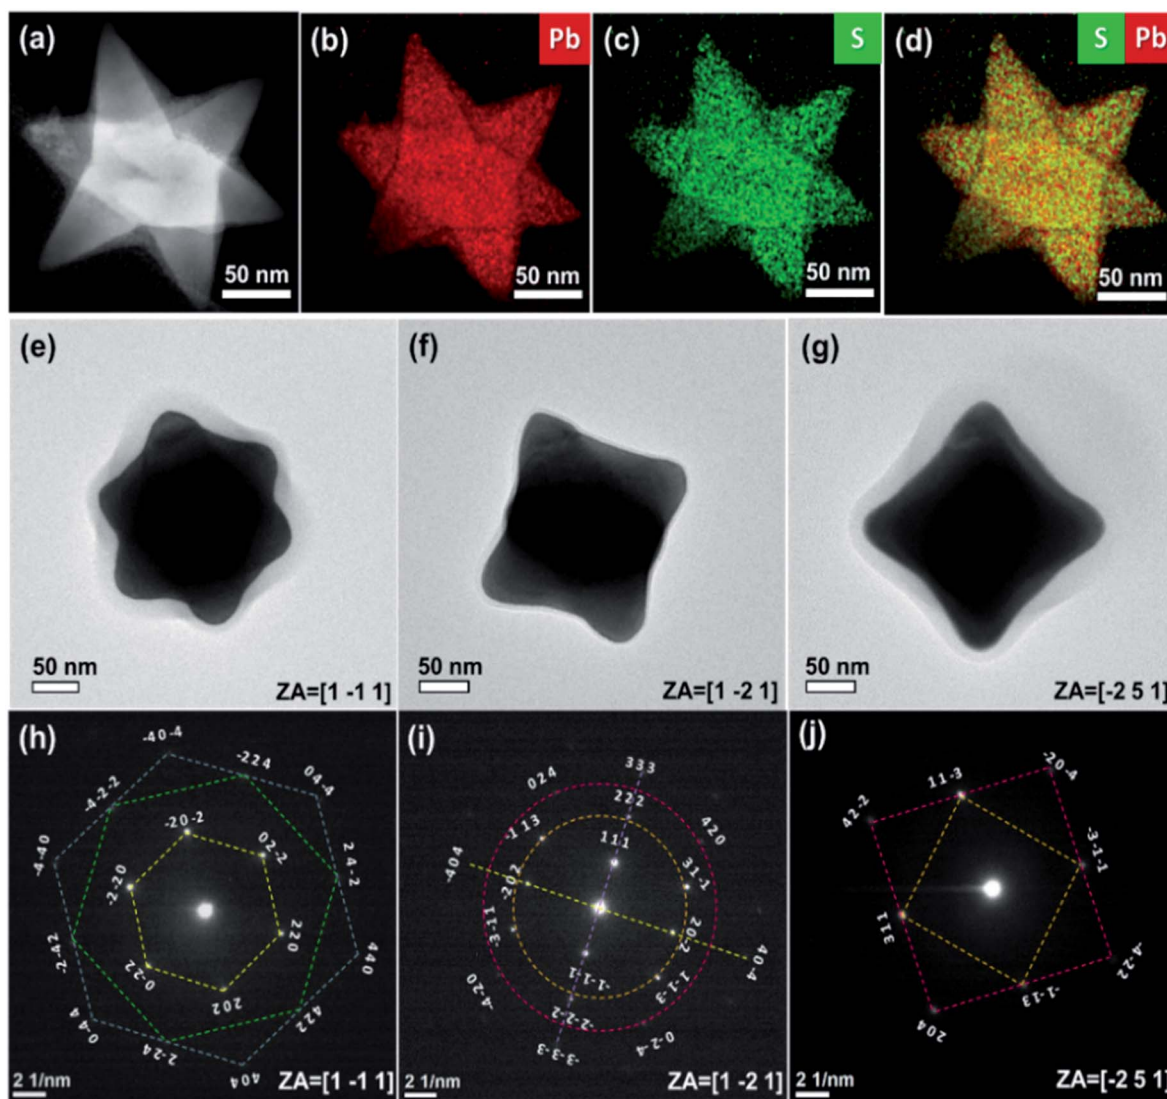 (a)
50 nm
(b)
Pb
50 nm
(c)
S
50 nm
(d)
S Pb
50 nm
(e)
50 nm
ZA=[1 -1 1]
(f)
50 nm
ZA=[1 -2 1]
(g)
50 nm
ZA=[-2 5 1]
(h)
-40-4
-224
04-4
-4-2-2
-20-2
02-2
-4-40
-2-20
24-2
220
-2-42
0-22
202
440
0-44
2-24
422
404
2 1/nm
ZA=[1 -1 1]
(i)
333
024
222
420
-113
111
-404
-202
31-1
-3-11
20-2
40-4
-1-1-1
-1-1-3
-4-20
-2-2-2
0-2-4
-3-3-3
2 1/nm
ZA=[1 -2 1]
(j)
-20-4
11-3
42-2
-3-1-1
311
-4-22
-1-13
204
2 1/nm
ZA=[-2 5 1]